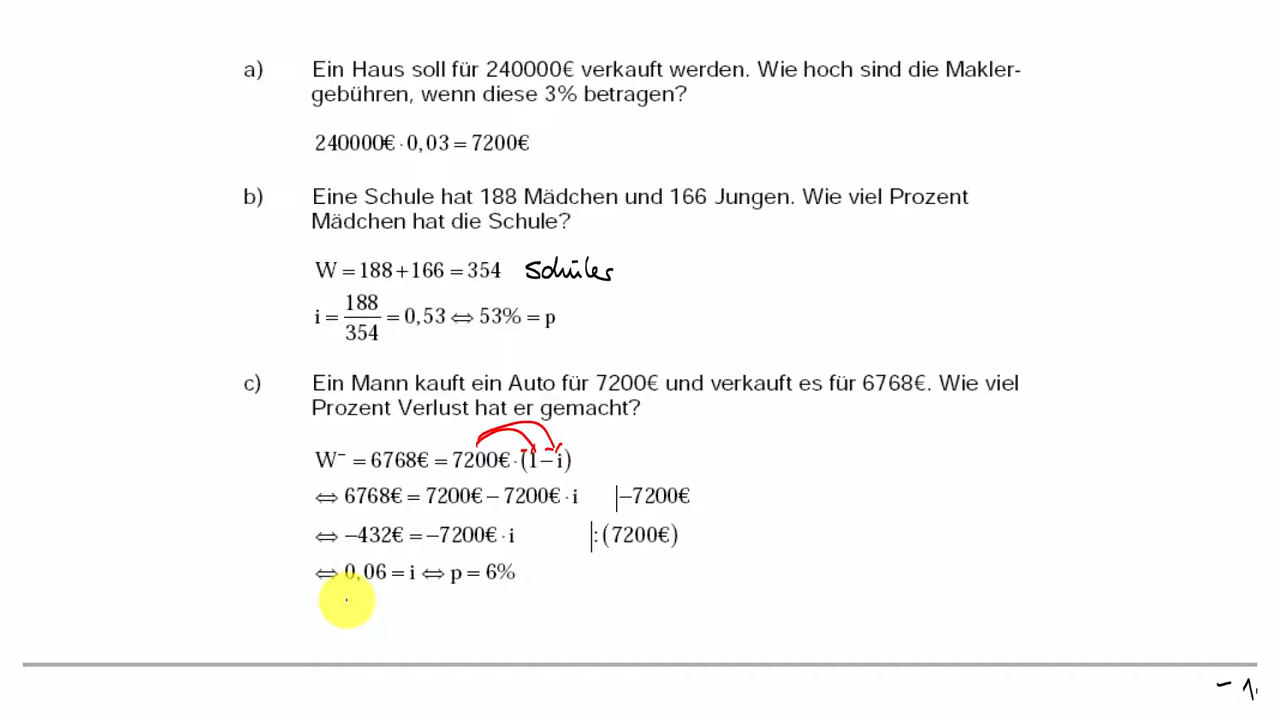 a) Ein Haus soll für 240000€ verkauft werden. Wie hoch sind die Makler-
gebühren, wenn diese 3% betragen?
240000€ · 0,03 = 7200€
b) Eine Schule hat 188 Mädchen und 166 Jungen. Wie viel Prozent
Mädchen hat die Schule?
W = 188 + 166 = 354 Schüler
i = 188/354 = 0,53 ⇔ 53% = p
c) Ein Mann kauft ein Auto für 7200€ und verkauft es für 6768€. Wie viel
Prozent Verlust hat er gemacht?
W⁻ = 6768€ = 7200€ · (1 − i)
⇔ 6768€ = 7200€ − 7200€ · i |−7200€
⇔ −432€ = −7200€ · i |:(7200€)
⇔ 0,06 = i ⇔ p = 6%
− 1.